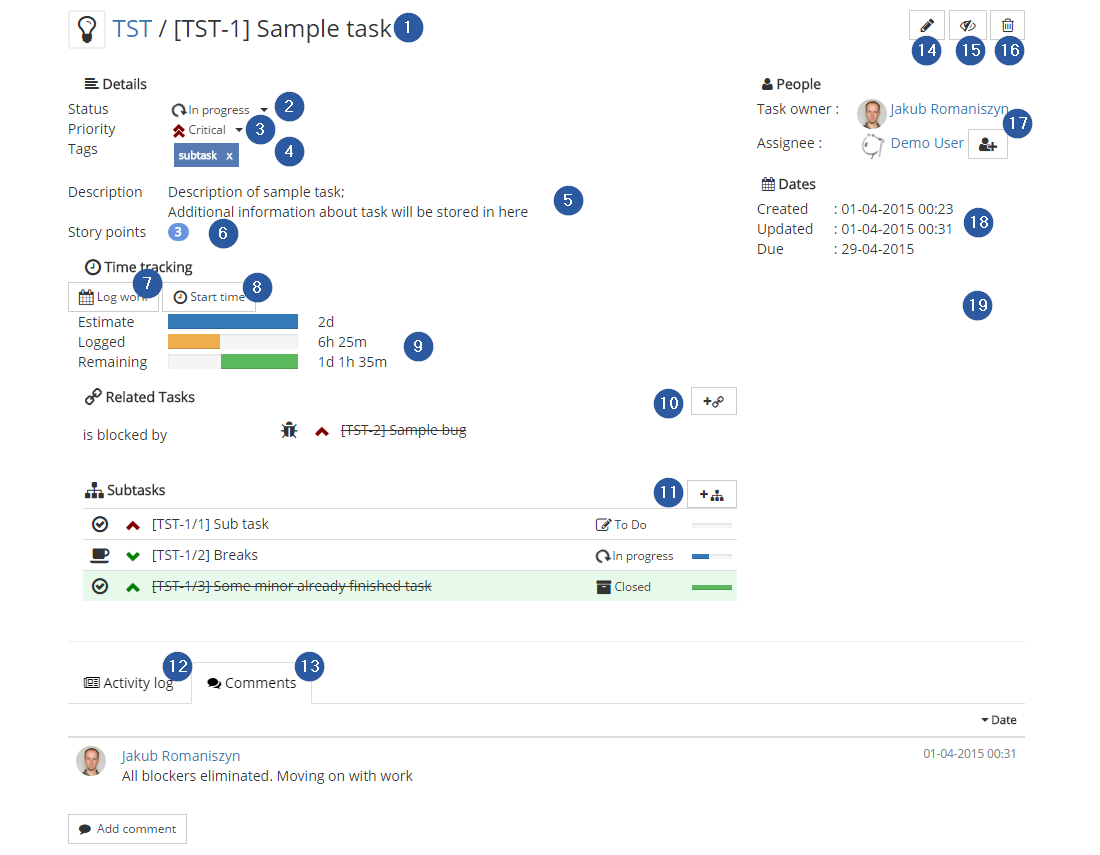 TST / [TST-1] Sample task 1
14 15 16
Details
Status In progress 2
Priority Critical 3
Tags subtask x 4
Description Description of sample task; 5
Additional information about task will be stored in here
Story points 3 6
Time tracking
7 8
Log work Start time
Estimate 2d
Logged 6h 25m 9
Remaining 1d 1h 35m
Related Tasks 10 +
is blocked by [TST-2] Sample bug
Subtasks 11 +
[TST-1/1] Sub task To Do
[TST-1/2] Breaks In progress
[TST-1/3] Some minor already finished task Closed
People
Task owner : Jakub Romaniszyn
17
Assignee : Demo User
Dates
Created : 01-04-2015 00:23
Updated : 01-04-2015 00:31 18
Due : 29-04-2015
19
12 13
Activity log Comments
Date
Jakub Romaniszyn 01-04-2015 00:31
All blockers eliminated. Moving on with work
Add comment